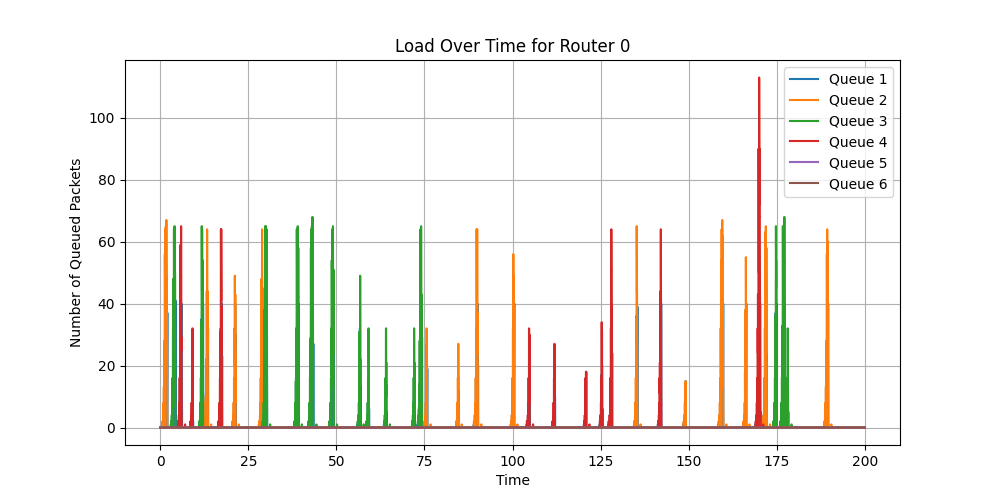 Load Over Time for Router 0
Number of Queued Packets
100
80
60
40
20
0
Queue 1
Queue 2
Queue 3
Queue 4
Queue 5
Queue 6
0 25 50 75 100 125 150 175 200
Time